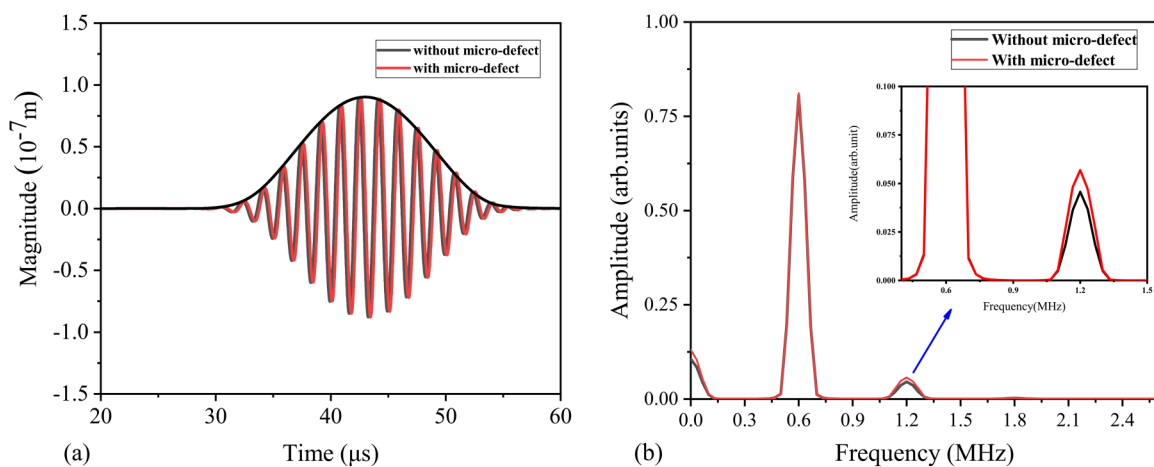 1.5
1.0
0.5
0.0
-0.5
-1.0
-1.5
Magnitude (10⁻⁷m)
without micro-defect
with micro-defect
20 30 40 50 60
(a) Time (μs)
1.00
0.75
0.50
0.25
0.00
Amplitude (arb.units)
Without micro-defect
With micro-defect
0.100
0.075
0.050
0.025
0.000
Amplitude(arb.unit)
0.6 0.9 1.2 1.5
Frequency(MHz)
0.0 0.3 0.6 0.9 1.2 1.5 1.8 2.1 2.4
(b) Frequency (MHz)